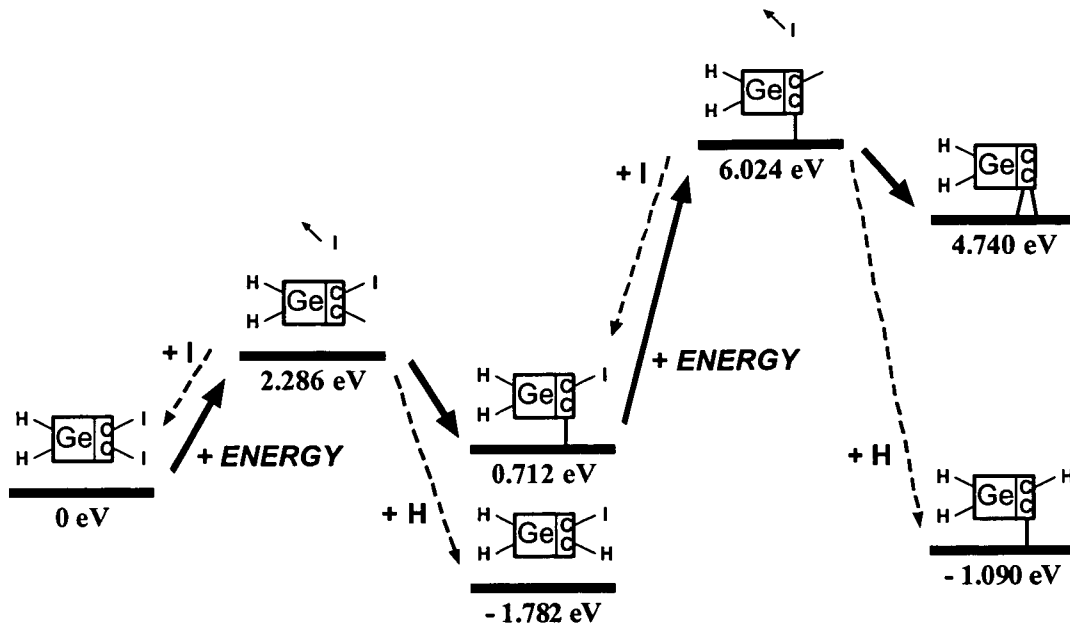 I
H
H
Ge
C
C
6.024 eV
+ I
H
H
Ge
C
C
4.740 eV
I
H
H
Ge
C
C
I
+ I
2.286 eV
+ ENERGY
H
H
Ge
C
C
I
I
+ ENERGY
0 eV
H
H
Ge
C
C
I
0.712 eV
+ H
H
H
Ge
C
C
I
H
- 1.782 eV
+ H
H
H
Ge
C
C
H
- 1.090 eV